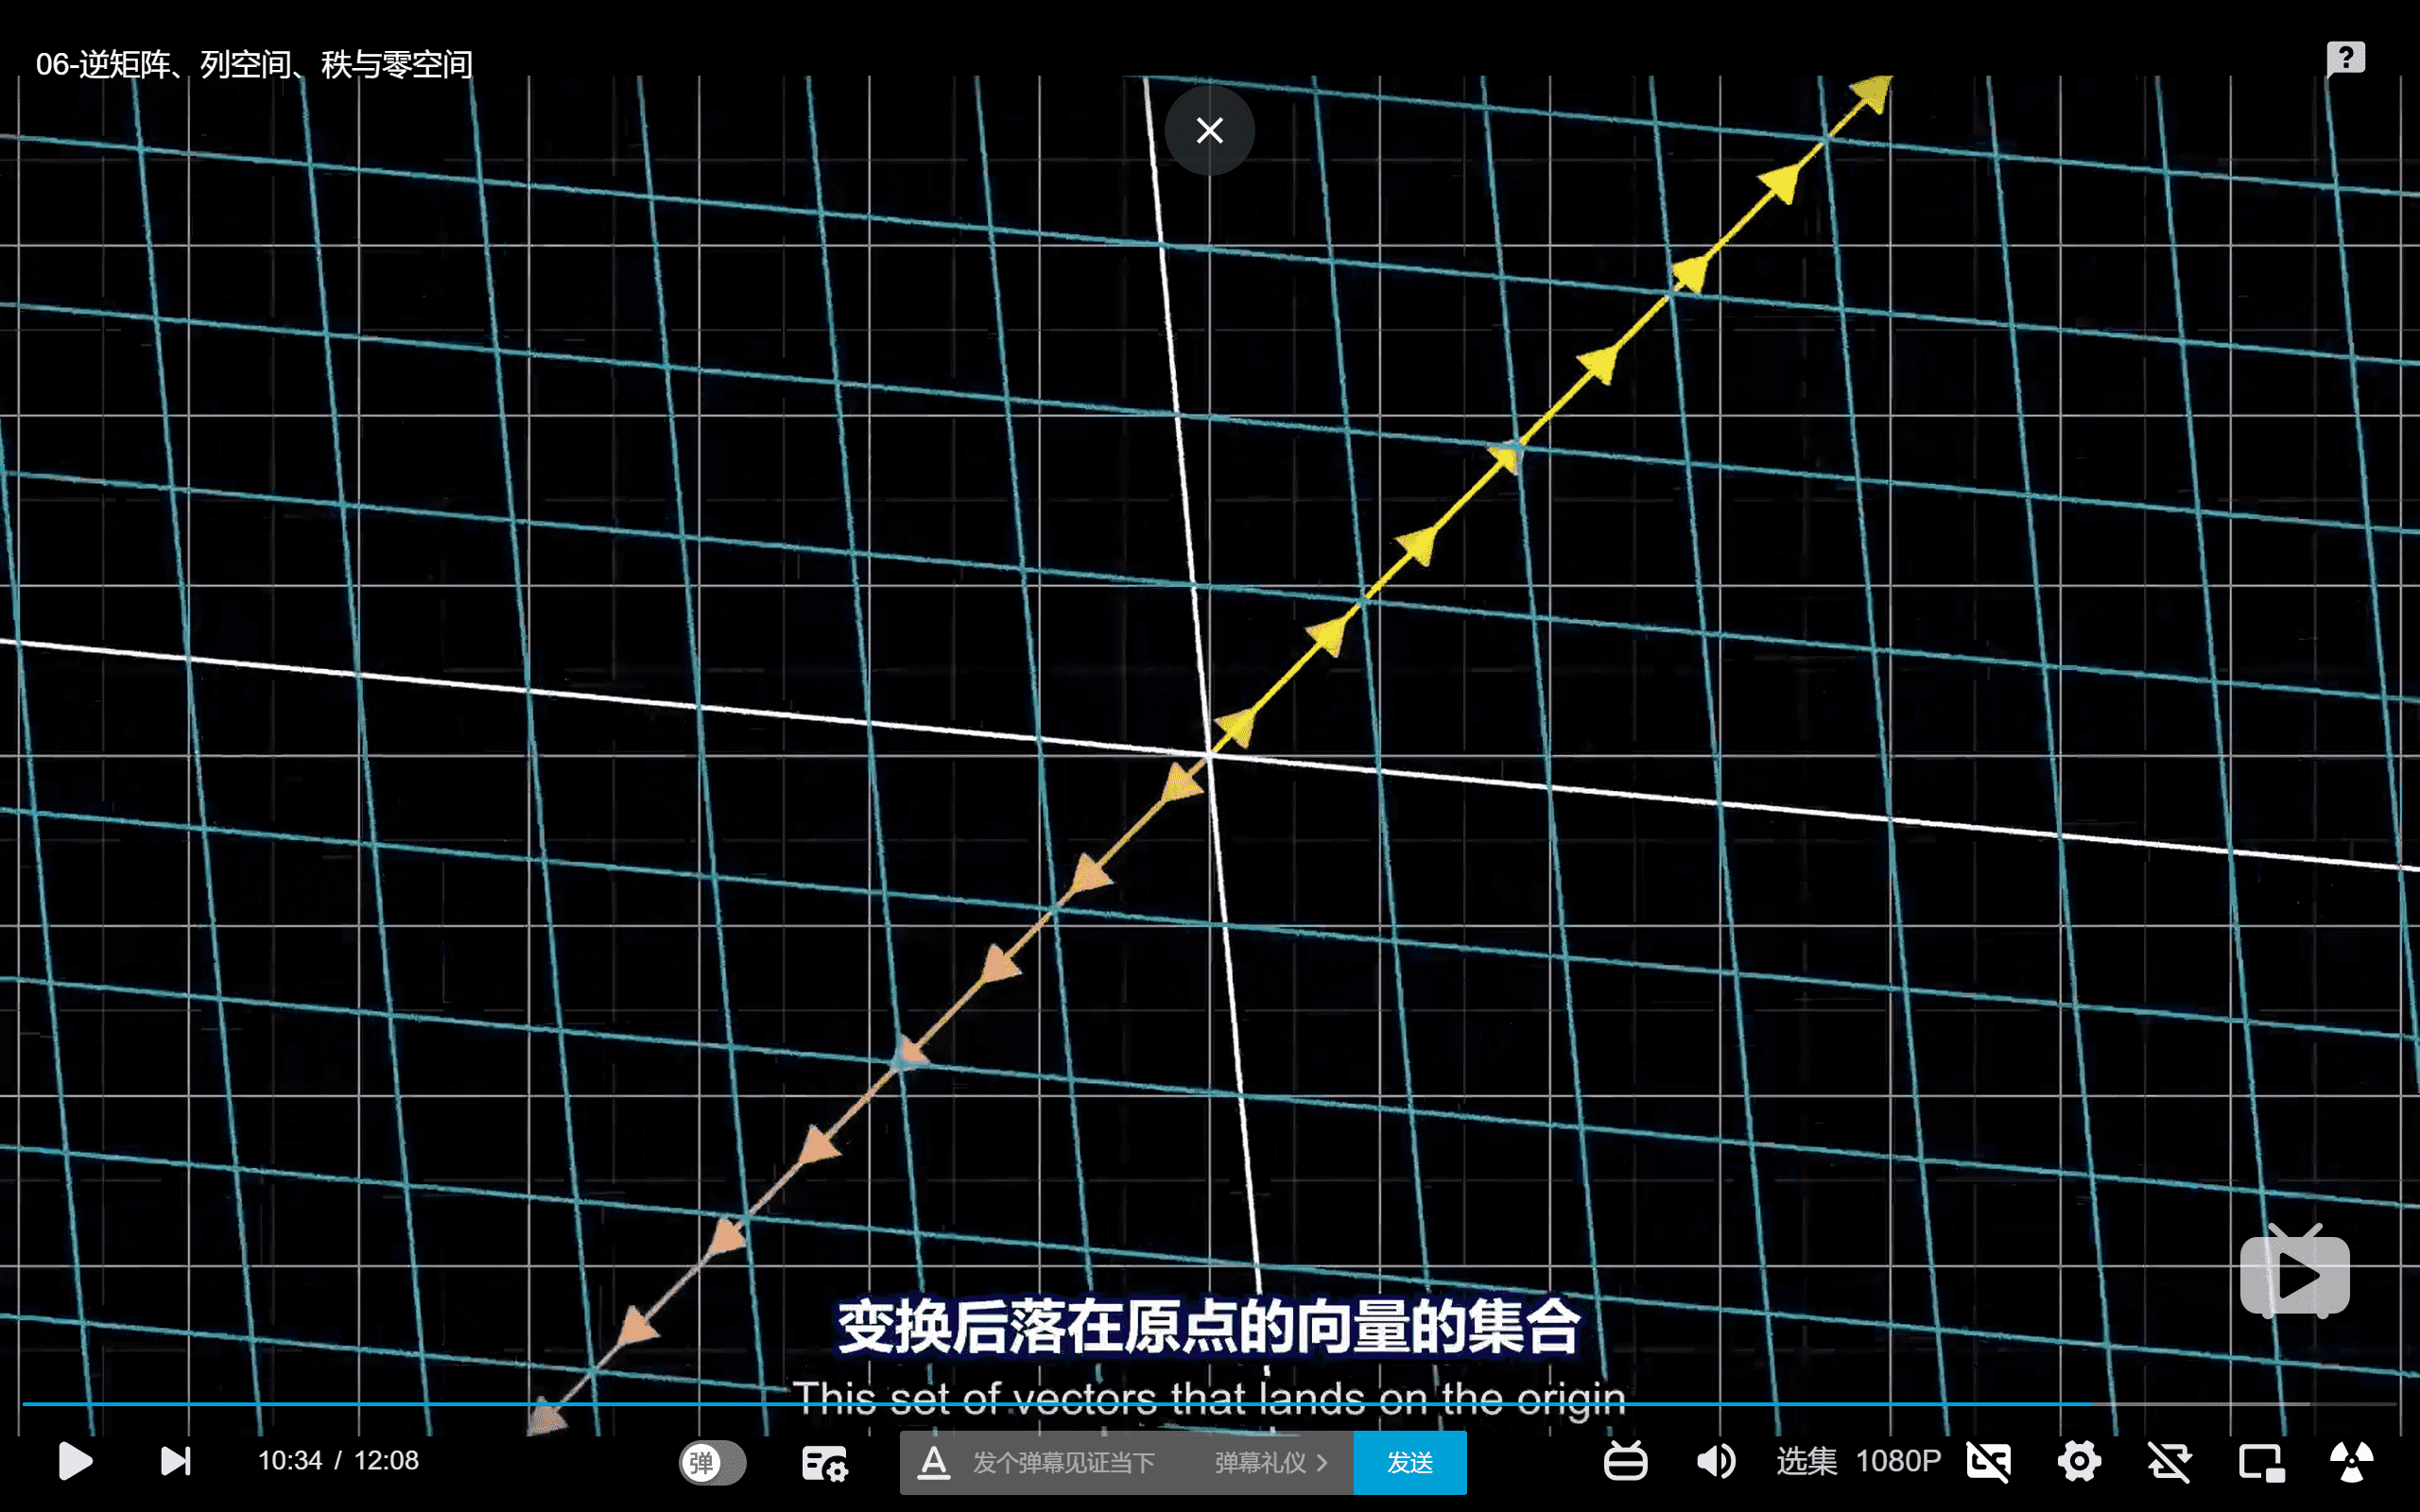 06-逆矩阵、列空间、秩与零空间
变换后落在原点的向量的集合
This set of vectors that lands on the origin
10:34 / 12:08
弹
发个弹幕见证当下
弹幕礼仪 >
发送
选集
1080P